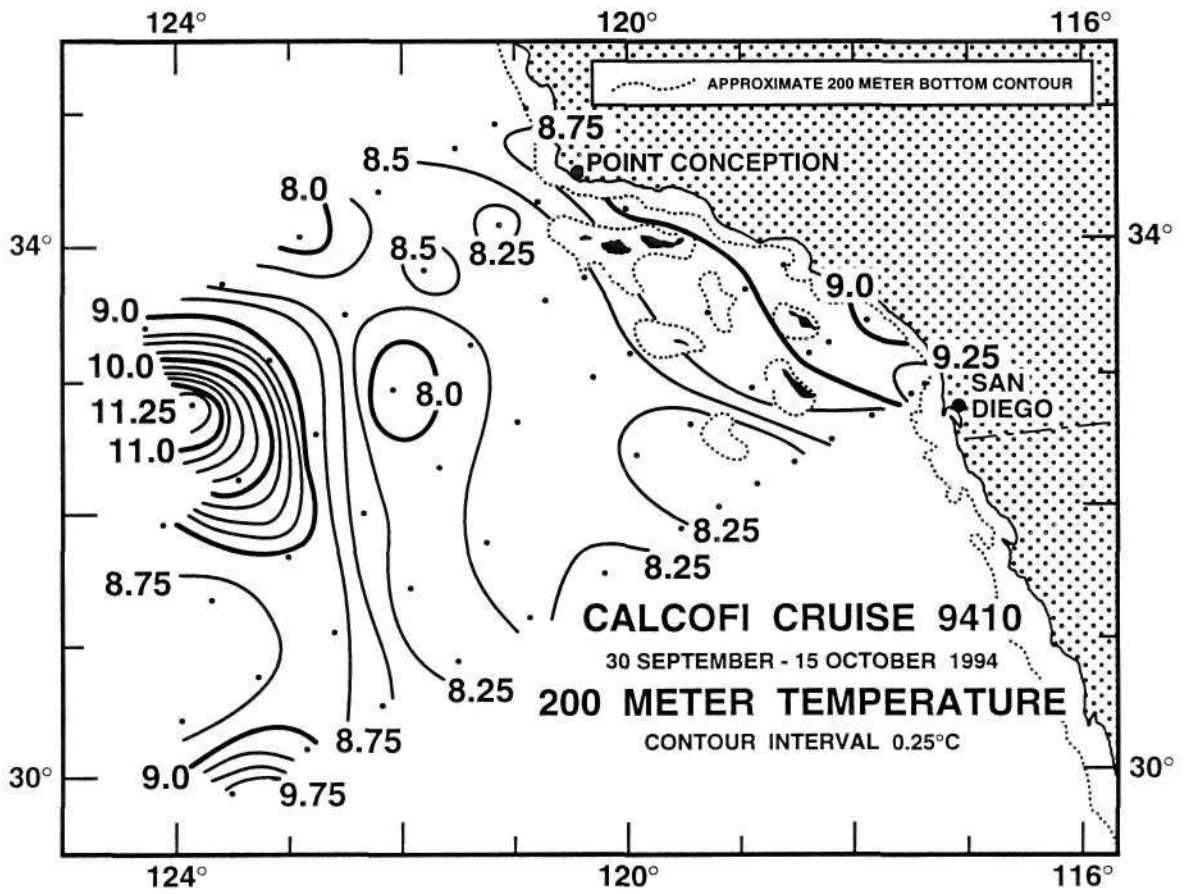 124° 120° 116°
APPROXIMATE 200 METER BOTTOM CONTOUR
8.75
POINT CONCEPTION
8.5
8.0
34° 8.5 8.25 34°
9.0 9.0
10.0 9.25
11.25 8.0 SAN
DIEGO
11.0
8.25
8.75 8.25
CALCOFI CRUISE 9410
30 SEPTEMBER - 15 OCTOBER 1994
8.25 200 METER TEMPERATURE
8.75 CONTOUR INTERVAL 0.25°C
30° 9.0 30°
9.75
124° 120° 116°